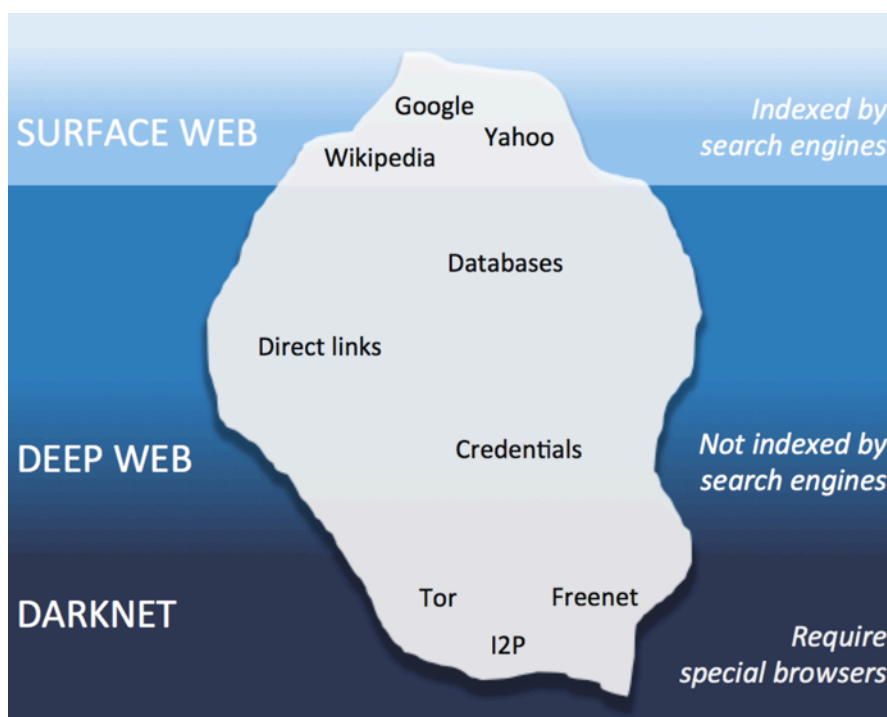 Google
Yahoo
Wikipedia
SURFACE WEB
Indexed by
search engines
Databases
Direct links
Credentials
DEEP WEB
Not indexed by
search engines
Tor
Freenet
I2P
DARKNET
Require
special browsers